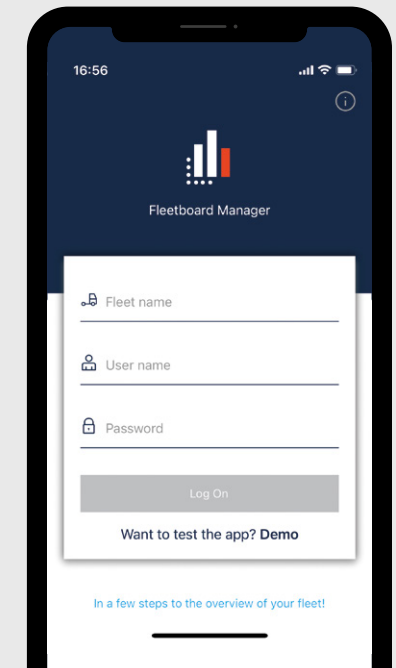 16:56
Fleetboard Manager
Fleet name
User name
Password
Log On
Want to test the app? Demo
In a few steps to the overview of your fleet!